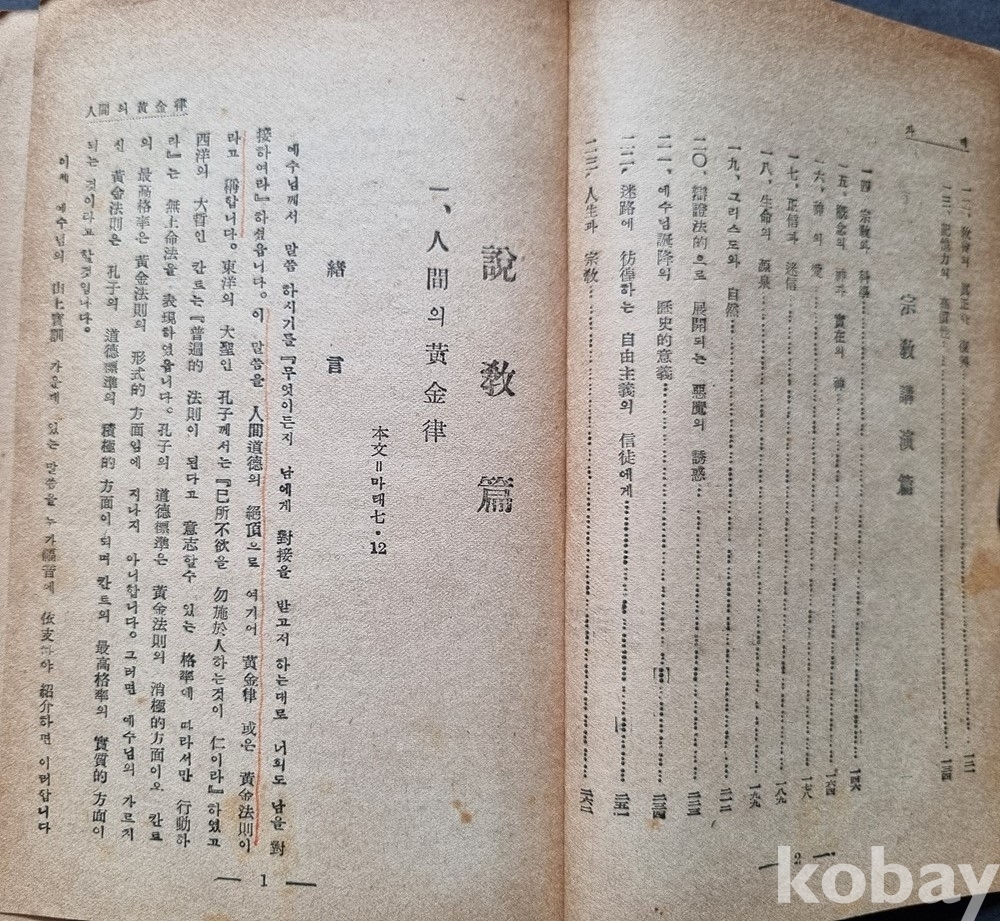 차
一二、教育의 眞正한
一三、記憶力의
宗敎講演篇
一四、宗敎와 科學
一五、觀念의 神과 實在의 神
一六、神의 愛
一七、正信과 迷信
一八、生命의 源泉
一九、그리스도와 自然
二〇、辯證法的으로 展開되는 惡魔의 誘惑
二一、예수님誕降의 歷史的意義
二二、迷路에 彷徨하는 自由主義의 信徒에게
二三、人生과 宗敎
2
說敎篇
一、人間의 黃金律
本文=마태七・12
緖言
예수님께서 말씀 하시기를『무엇이든지 남에게 對接을 받고저 하는대로 너희도 남을 對
接하여라』하셨읍니다。이 말씀을 人間道德의 絕頂으로 여기어 黃金律 或은 黃金法則이
라고 稱합니다。東洋의 大聖인 孔子께서는『己所不欲을 勿施於人하는것이 仁이라』하였고
西洋의 大哲인 칸트는『普遍的 法則이 된다고 意志할수 있는 格率에 따라서만 行動하
라』는 無上命法을 表現하였읍니다。孔子의 道德標準은 黃金法則의 消極的方面이오 칸트
의 最高格率은 黃金法則의 形式的 方面임에 지나지 아니합니다。그러면 예수님의 가르치
신 黃金法則은 孔子의 道德標準의 積極的 方面이 되며 칸트의 最高格率의 實質的 方面이
되는것이라고 할것입니다。
이제 예수님의 山上寶訓 가운데 있는 말씀을 누가福音에 依支하야 紹介하면 이러합니다
人間의黃金律
1
kobay